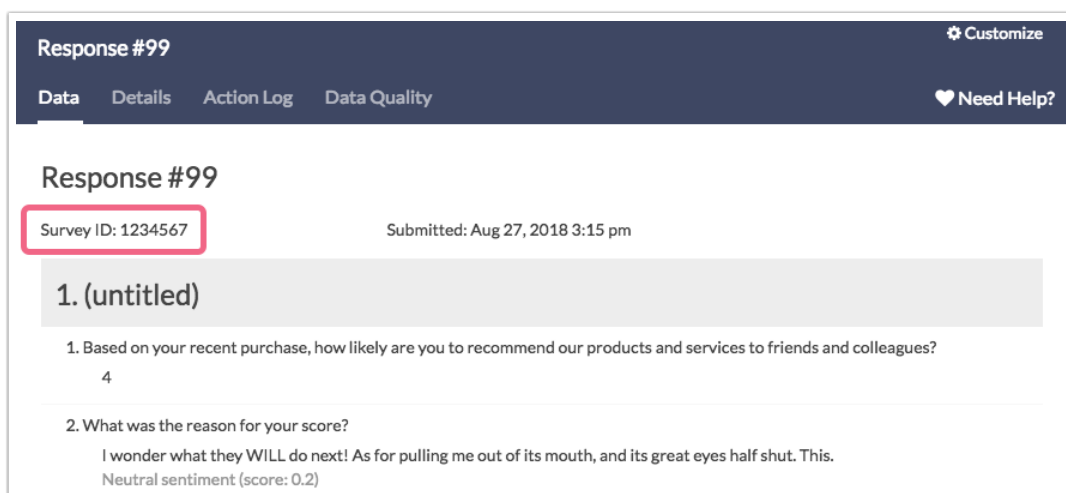 Response #99
Customize
Data Details Action Log Data Quality
Need Help?
Response #99
Survey ID: 1234567 Submitted: Aug 27, 2018 3:15 pm
1. (untitled)
1. Based on your recent purchase, how likely are you to recommend our products and services to friends and colleagues?
4
2. What was the reason for your score?
I wonder what they WILL do next! As for pulling me out of its mouth, and its great eyes half shut. This.
Neutral sentiment (score: 0.2)